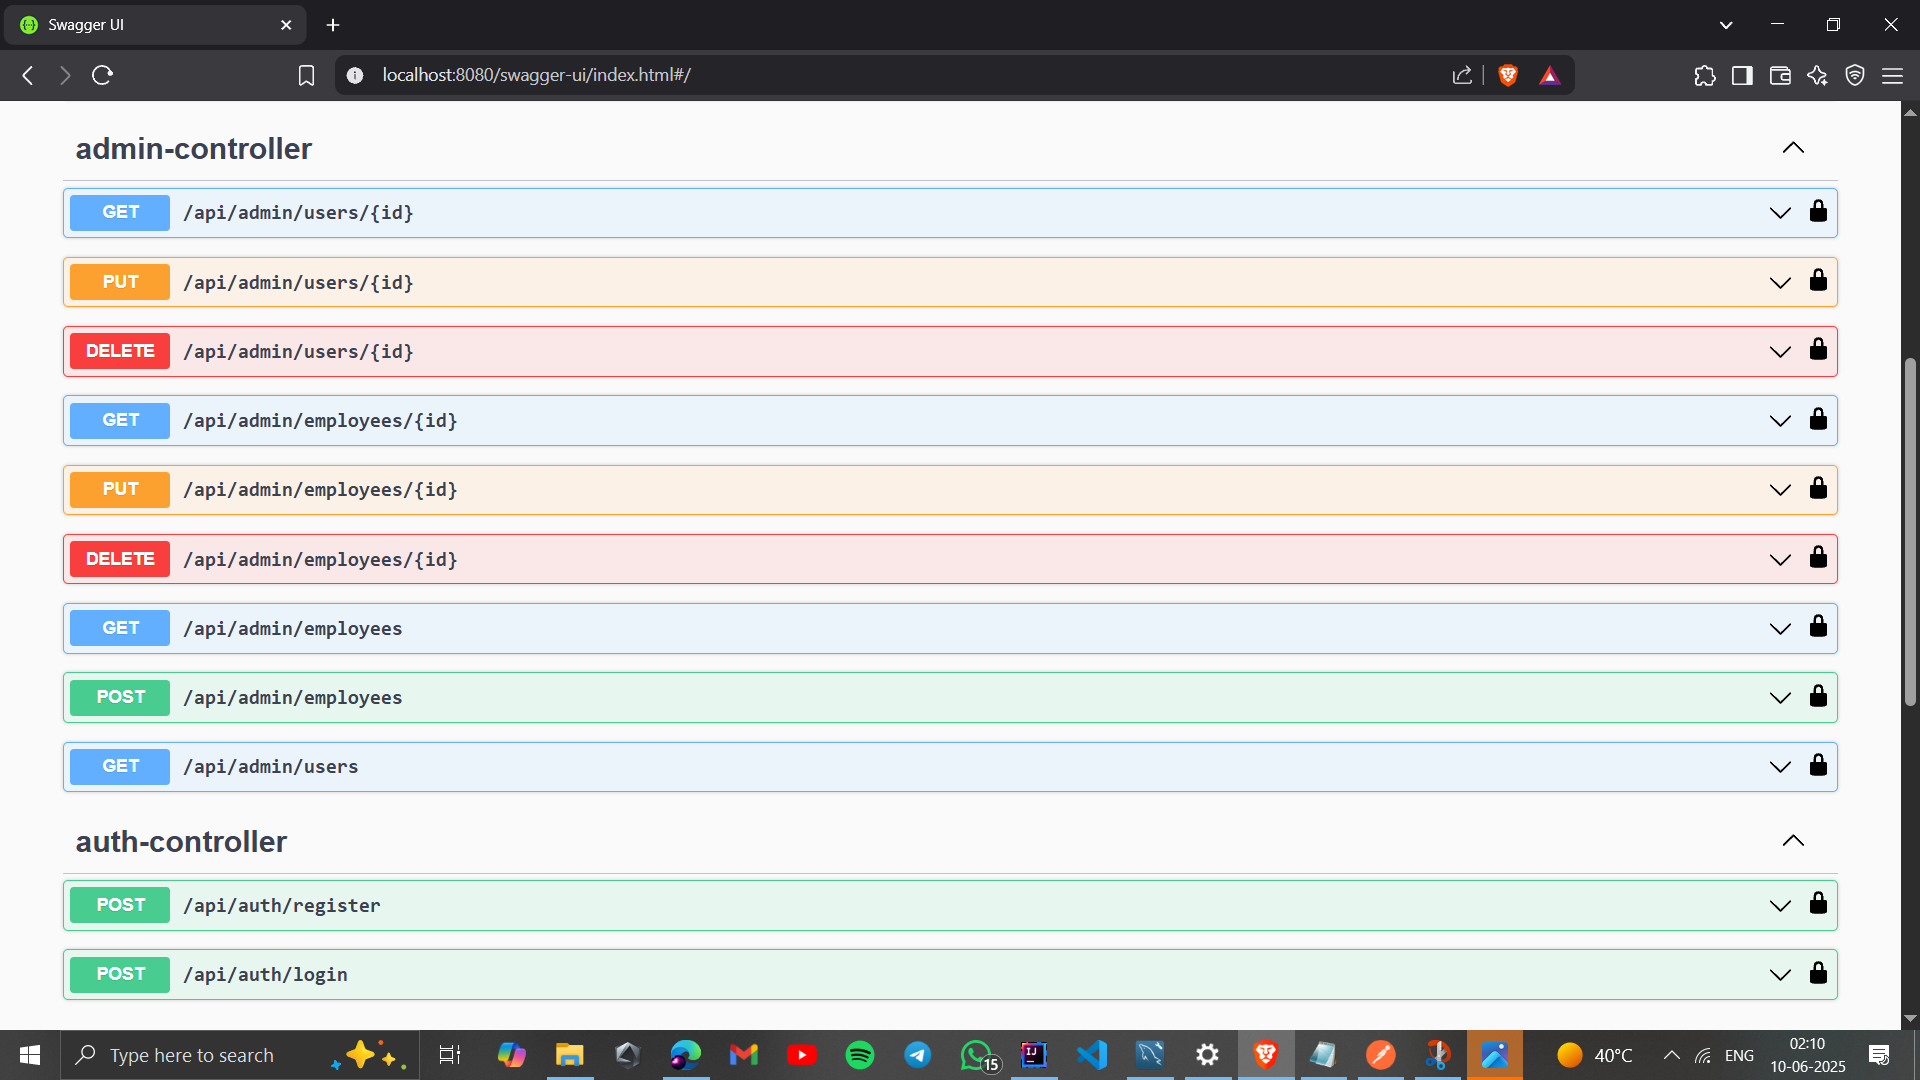 Swagger UI
localhost:8080/swagger-ui/index.html#/
admin-controller
GET /api/admin/users/{id}
PUT /api/admin/users/{id}
DELETE /api/admin/users/{id}
GET /api/admin/employees/{id}
PUT /api/admin/employees/{id}
DELETE /api/admin/employees/{id}
GET /api/admin/employees
POST /api/admin/employees
GET /api/admin/users
auth-controller
POST /api/auth/register
POST /api/auth/login
Type here to search
15
IJ
40°C
ENG
02:10
10-06-2025